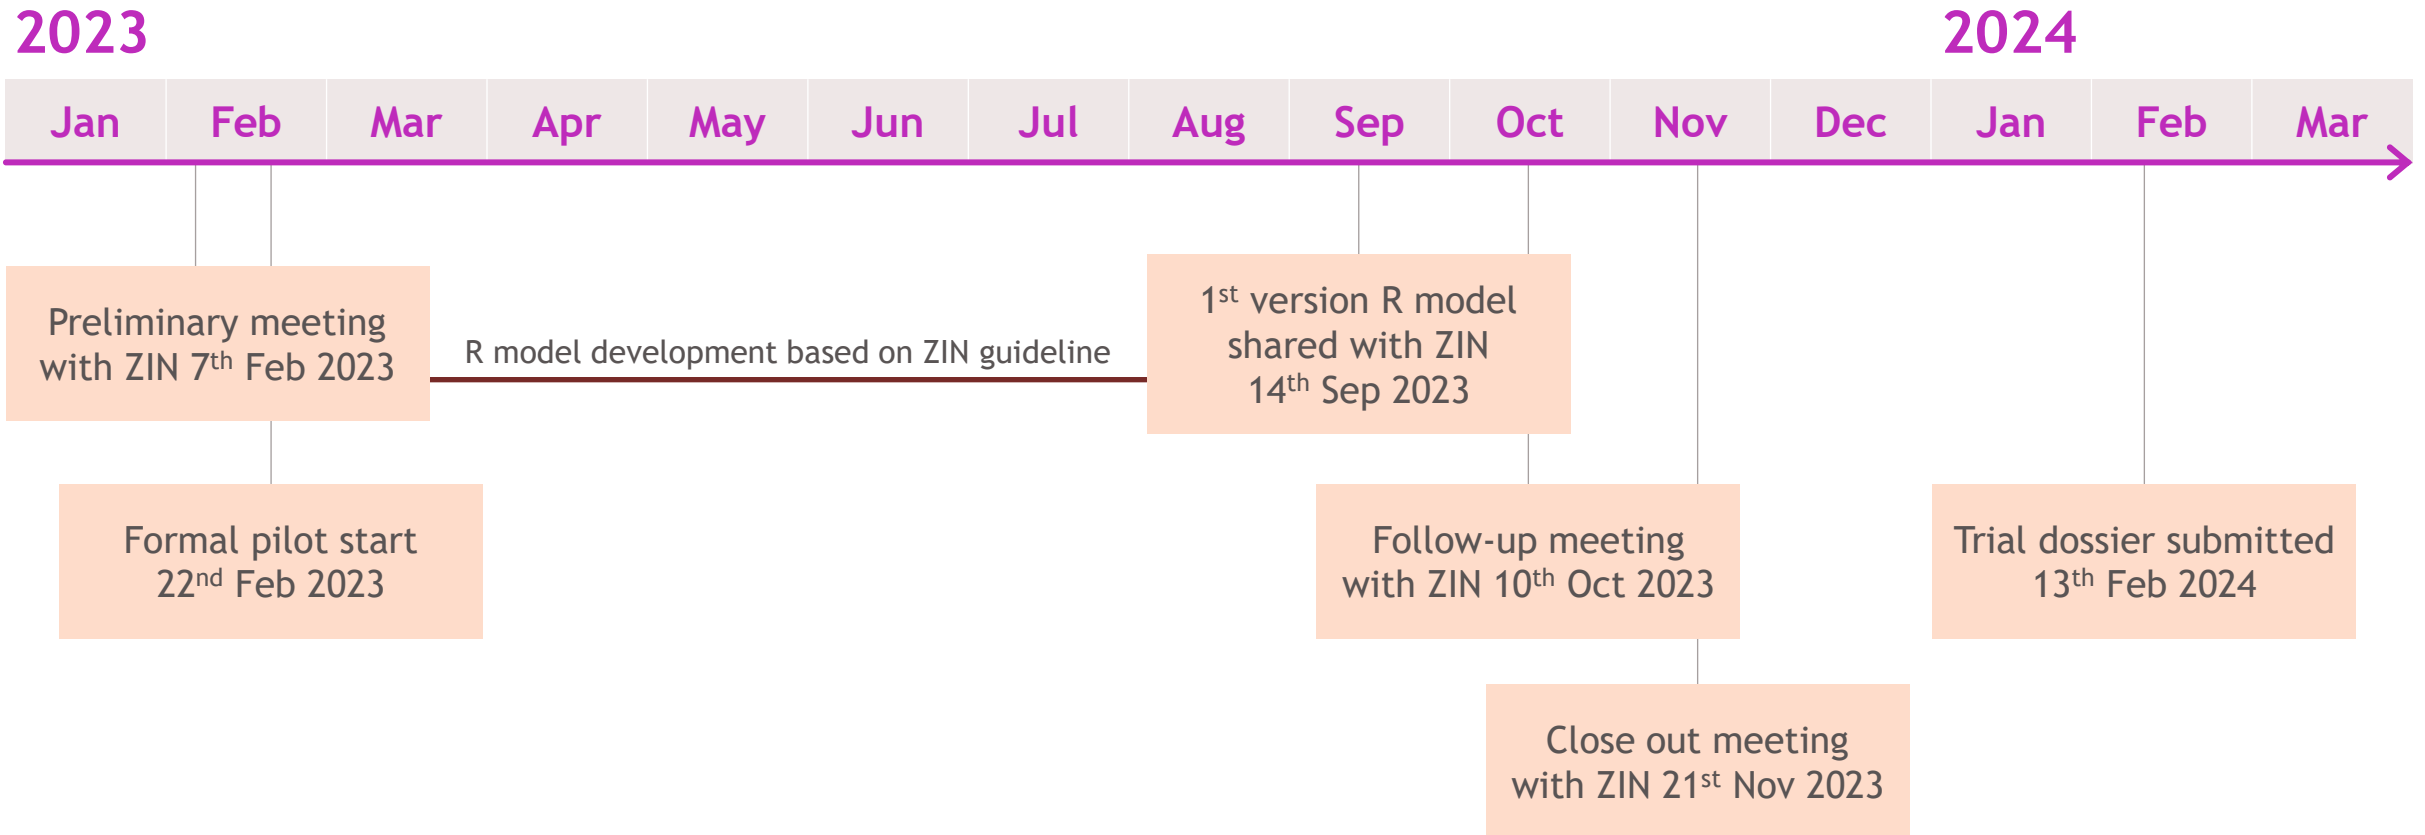 2023
2024
Jan Feb Mar Apr May Jun Jul Aug Sep Oct Nov Dec Jan Feb Mar
Preliminary meeting
with ZIN 7th Feb 2023
R model development based on ZIN guideline
1st version R model
shared with ZIN
14th Sep 2023
Formal pilot start
22nd Feb 2023
Follow-up meeting
with ZIN 10th Oct 2023
Trial dossier submitted
13th Feb 2024
Close out meeting
with ZIN 21st Nov 2023